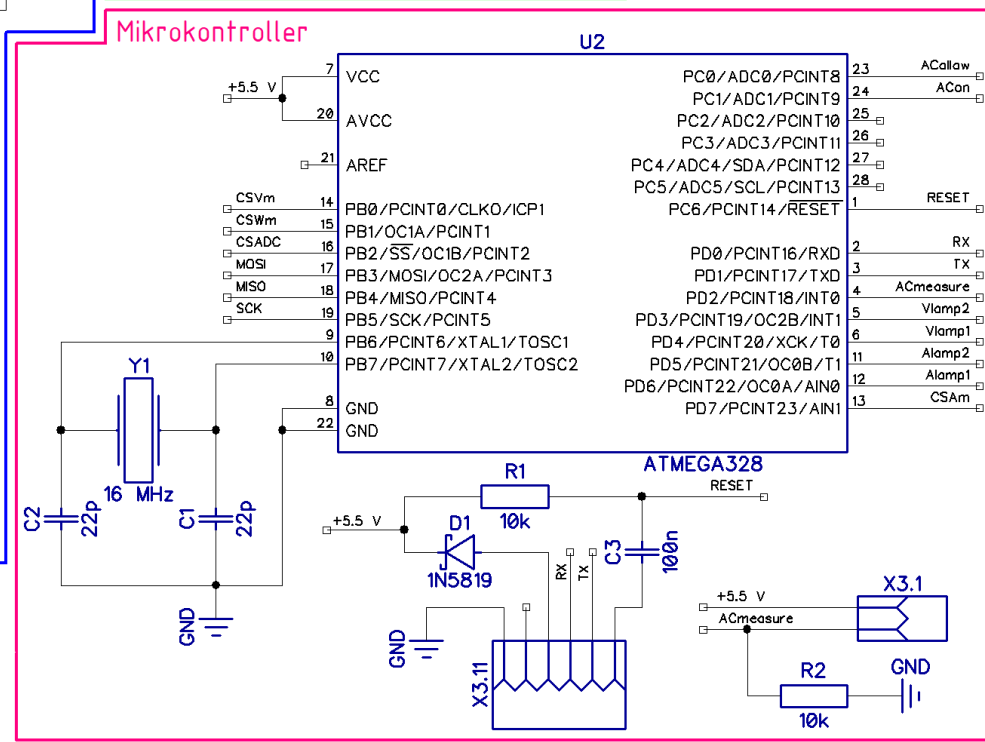 Mikrokontroller
U2
+5.5 V
7 VCC
20 AVCC
21 AREF
CSVm 14 PB0/PCINT0/CLKO/ICP1
CSWm 15 PB1/OC1A/PCINT1
CSADC 16 PB2/SS/OC1B/PCINT2
MOSI 17 PB3/MOSI/OC2A/PCINT3
MISO 18 PB4/MISO/PCINT4
SCK 19 PB5/SCK/PCINT5
9 PB6/PCINT6/XTAL1/TOSC1
10 PB7/PCINT7/XTAL2/TOSC2
8 GND
22 GND
PC0/ADC0/PCINT8 23 ACallaw
PC1/ADC1/PCINT9 24 ACon
PC2/ADC2/PCINT10 25
PC3/ADC3/PCINT11 26
PC4/ADC4/SDA/PCINT12 27
PC5/ADC5/SCL/PCINT13 28
PC6/PCINT14/RESET 1 RESET
PD0/PCINT16/RXD 2 RX
PD1/PCINT17/TXD 3 TX
PD2/PCINT18/INT0 4 ACmeasure
PD3/PCINT19/OC2B/INT1 5 Vlamp2
PD4/PCINT20/XCK/T0 6 Vlamp1
PD5/PCINT21/OC0B/T1 11 Alamp2
PD6/PCINT22/OC0A/AIN0 12 Alamp1
PD7/PCINT23/AIN1 13 CSAm
ATMEGA328
Y1
16 MHz
C2 22p
C1 22p
GND
R1
10k
RESET
+5.5 V
D1
1N5819
C3 100n
RX
TX
GND
X3.11
X3.1
+5.5 V
ACmeasure
R2
10k
GND